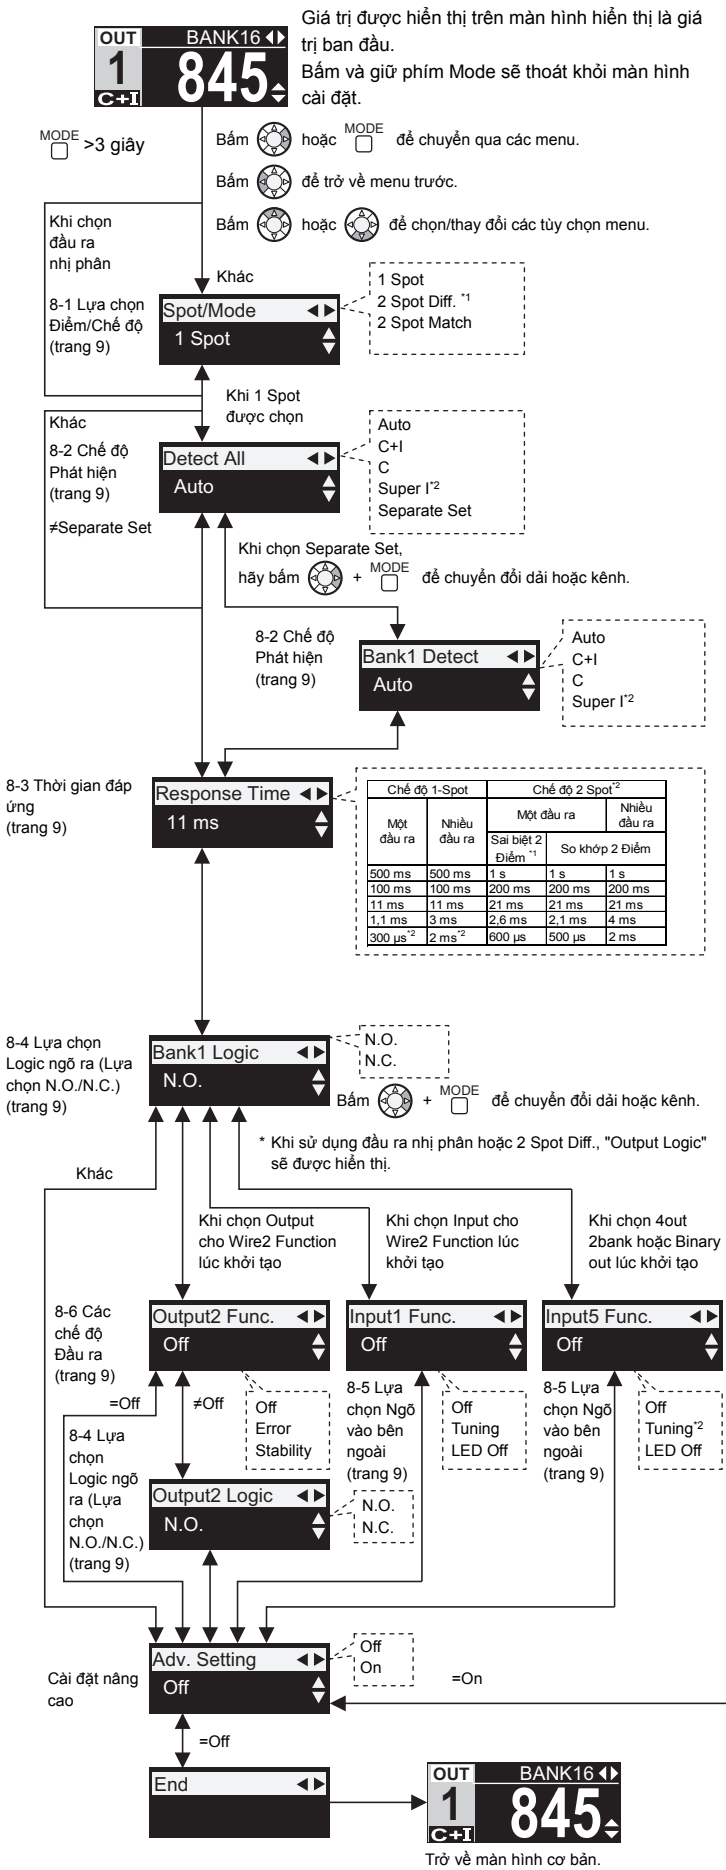 Giá trị được hiển thị trên màn hình hiển thị là giá
trị ban đầu.
Bấm và giữ phím Mode sẽ thoát khỏi màn hình
cài đặt.
OUT
BANK16
1
845
C+I
MODE
>3 giây
Bấm hoặc MODE để chuyển qua các menu.
Bấm để trở về menu trước.
Bấm hoặc để chọn/thay đổi các tùy chọn menu.
Khi chọn
đầu ra
nhị phân
Khác
8-1 Lựa chọn
Điểm/Chế độ
(trang 9)
Spot/Mode
1 Spot
1 Spot
2 Spot Diff. *1
2 Spot Match
Khi 1 Spot
được chọn
Khác
8-2 Chế độ
Phát hiện
(trang 9)
≠Separate Set
Detect All
Auto
Auto
C+I
C
Super I*2
Separate Set
Khi chọn Separate Set,
hãy bấm + MODE để chuyển đổi dải hoặc kênh.
8-2 Chế độ
Phát hiện
(trang 9)
Bank1 Detect
Auto
Auto
C+I
C
Super I*2
8-3 Thời gian đáp
ứng
(trang 9)
Response Time
11 ms
Chế độ 1-Spot Chế độ 2 Spot*2
Một đầu ra Nhiều đầu ra Một đầu ra Nhiều đầu ra
Sai biệt 2 Điểm *1 So khớp 2 Điểm
500 ms 500 ms 1 s 1 s 1 s
100 ms 100 ms 200 ms 200 ms 200 ms
11 ms 11 ms 21 ms 21 ms 21 ms
1,1 ms 3 ms 2,6 ms 2,1 ms 4 ms
300 µs*2 2 ms*2 600 µs 500 µs 2 ms
8-4 Lựa chọn
Logic ngõ ra (Lựa
chọn N.O./N.C.)
(trang 9)
Bank1 Logic
N.O.
N.O.
N.C.
Bấm + MODE để chuyển đổi dải hoặc kênh.
* Khi sử dụng đầu ra nhị phân hoặc 2 Spot Diff., "Output Logic"
sẽ được hiển thị.
Khác
Khi chọn Output
cho Wire2 Function
lúc khởi tạo
Khi chọn Input cho
Wire2 Function lúc
khởi tạo
Khi chọn 4out
2bank hoặc Binary
out lúc khởi tạo
8-6 Các
chế độ
Đầu ra
(trang 9)
Output2 Func.
Off
Input1 Func.
Off
Input5 Func.
Off
=Off
≠Off
Off
Error
Stability
8-5 Lựa
chọn Ngõ
vào bên
ngoài
(trang 9)
Off
Tuning
LED Off
8-5 Lựa
chọn Ngõ
vào bên
ngoài
(trang 9)
Off
Tuning*2
LED Off
8-4 Lựa
chọn
Logic ngõ
ra (Lựa
chọn
N.O./N.C.)
(trang 9)
Output2 Logic
N.O.
N.O.
N.C.
Cài đặt nâng
cao
Adv. Setting
Off
Off
On
=On
=Off
End
OUT
BANK16
1
845
C+I
Trở về màn hình cơ bản.